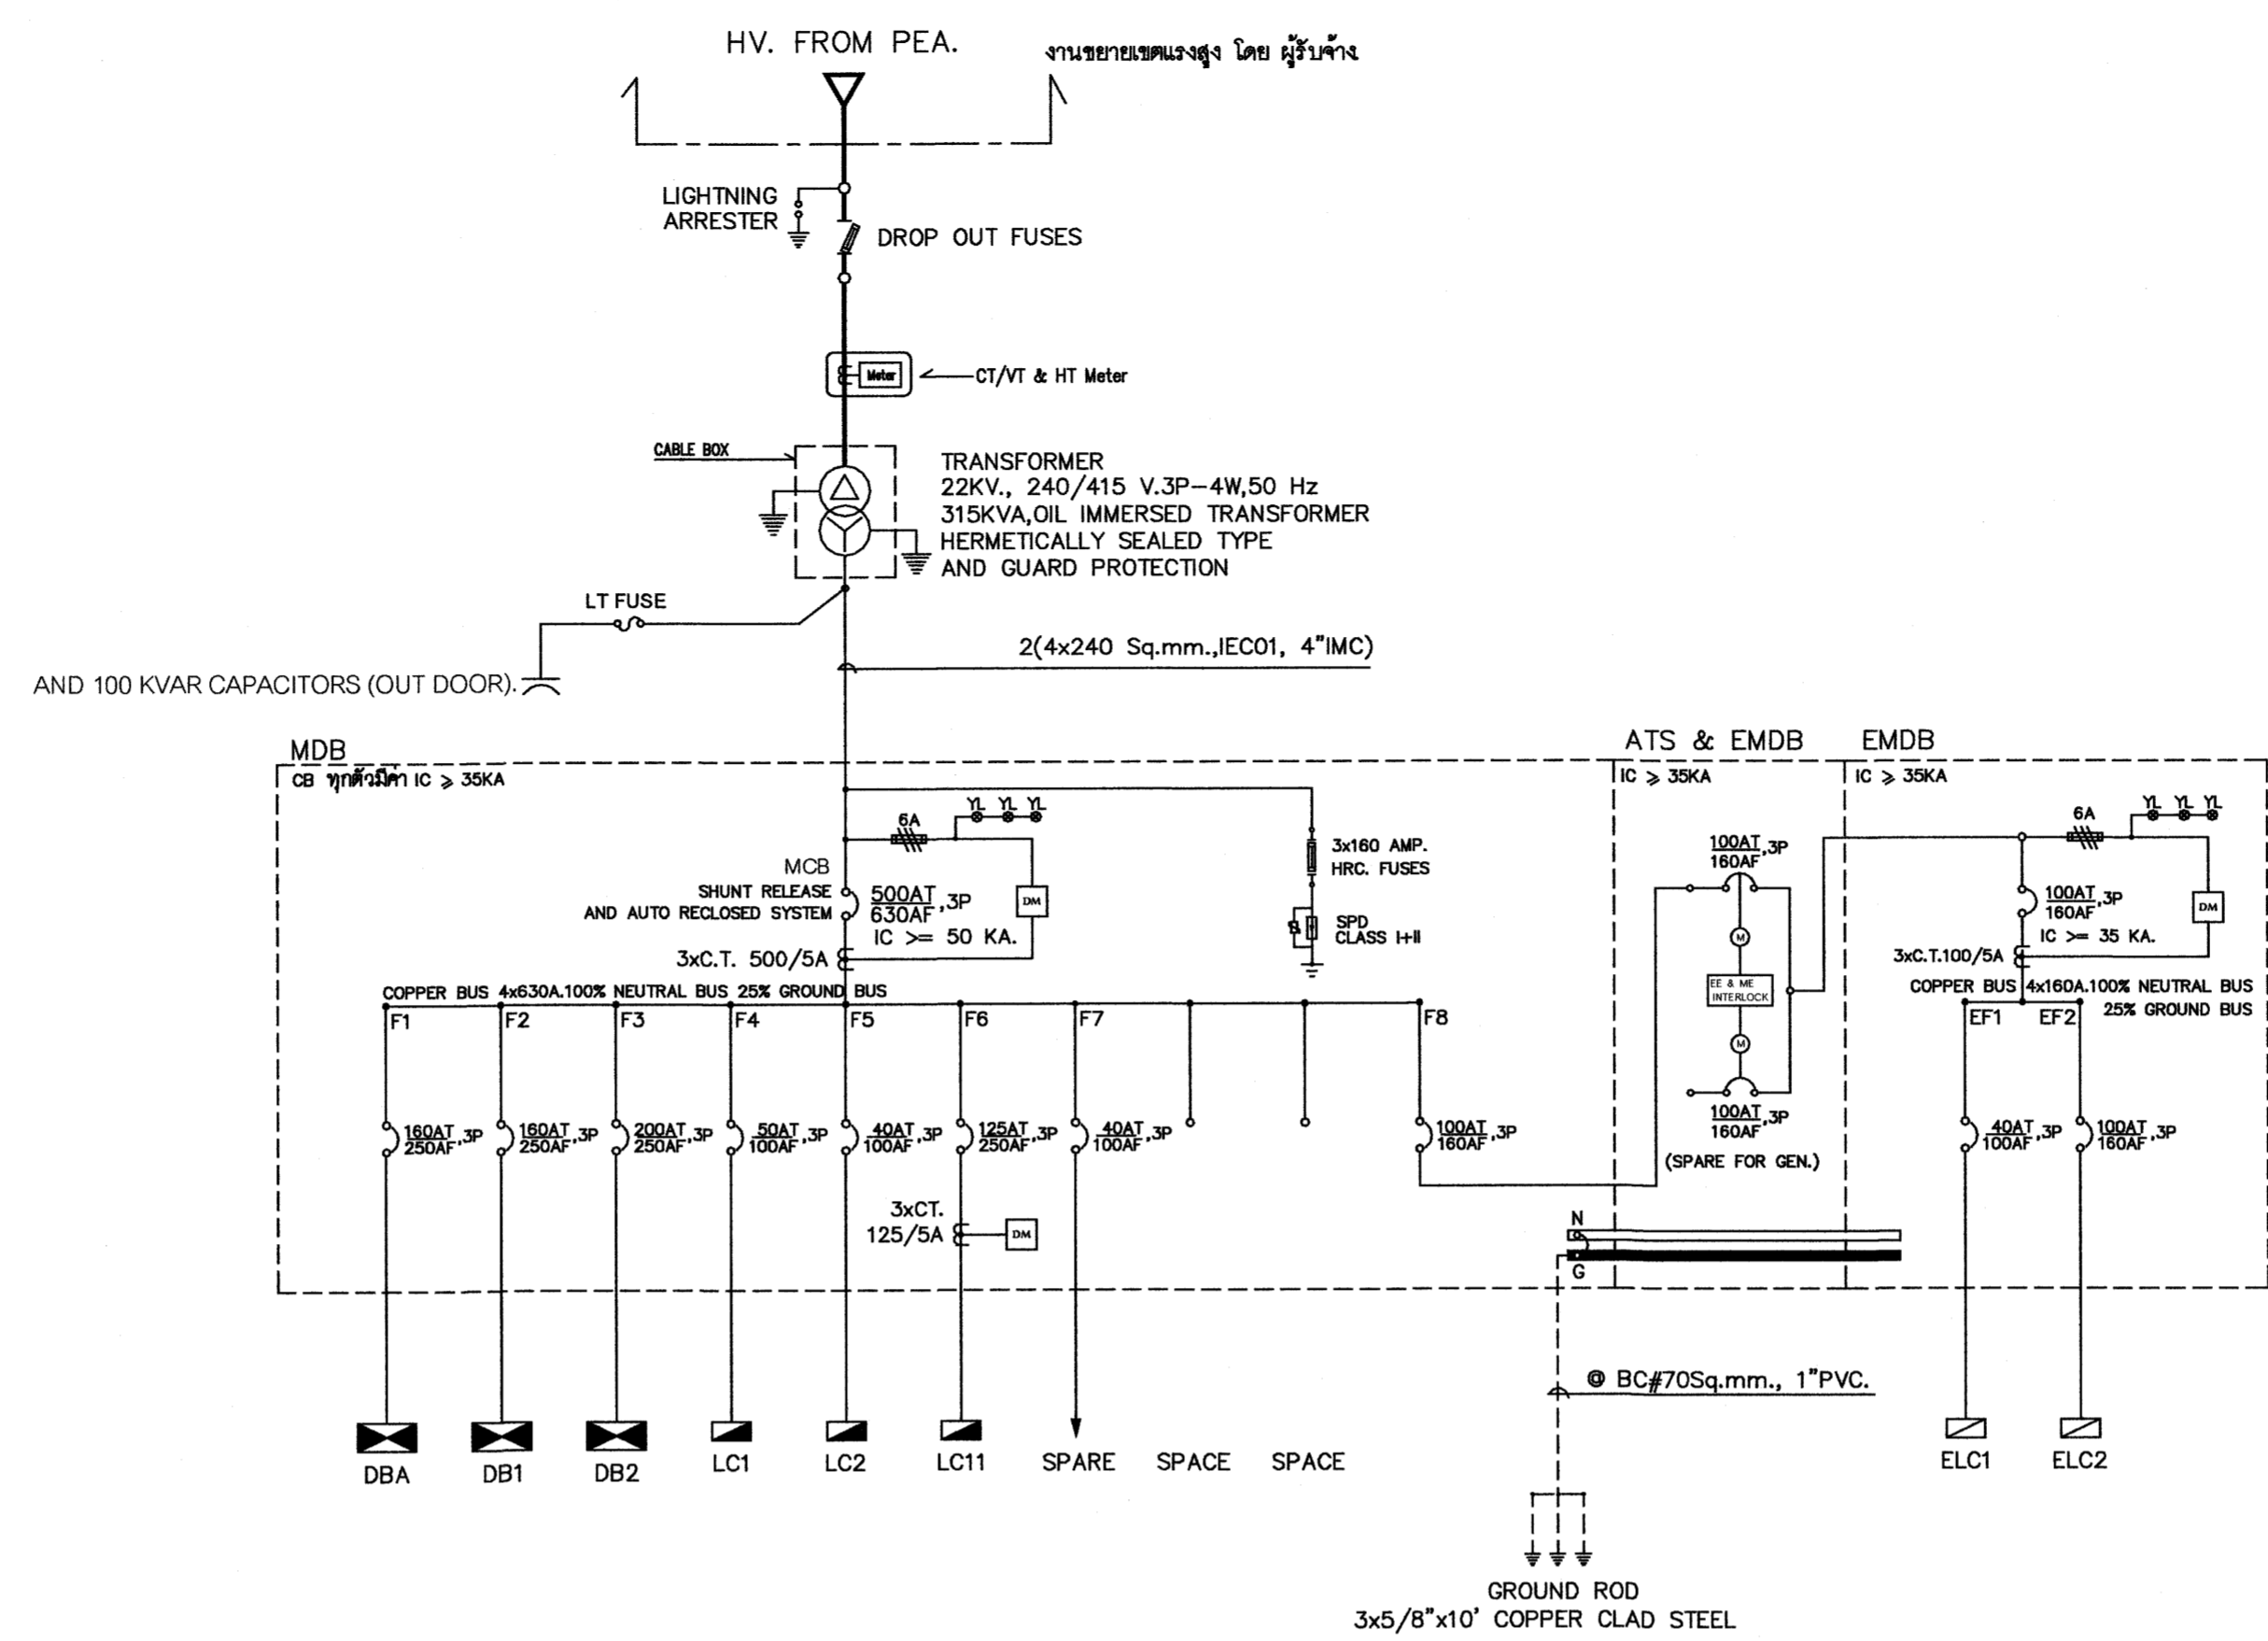 HV. FROM PEA.
งานขยายเขตแรงสูง โดย ผู้รับจ้าง
LIGHTNING
ARRESTER
DROP OUT FUSES
Meter
CT/VT & HT Meter
CABLE BOX
TRANSFORMER
22KV., 240/415 V.3P-4W,50 Hz
315KVA,OIL IMMERSED TRANSFORMER
HERMETICALLY SEALED TYPE
AND GUARD PROTECTION
LT FUSE
2(4x240 Sq.mm.,IEC01, 4"IMC)
AND 100 KVAR CAPACITORS (OUT DOOR).
MDB
CB ทุกตัวมีค่า IC ⩾ 35KA
ATS & EMDB
IC ⩾ 35KA
EMDB
IC ⩾ 35KA
6A
YL YL YL
MCB
SHUNT RELEASE
AND AUTO RECLOSED SYSTEM
500AT
630AF ,3P
IC >= 50 KA.
DM
3xC.T. 500/5A
3x160 AMP.
HRC. FUSES
SPD
CLASS I+II
100AT
160AF ,3P
M
EE & ME
INTERLOCK
M
100AT
160AF ,3P
(SPARE FOR GEN.)
6A
YL YL YL
100AT
160AF ,3P
IC >= 35 KA.
DM
3xC.T.100/5A
COPPER BUS 4x160A.100% NEUTRAL BUS
25% GROUND BUS
COPPER BUS 4x630A.100% NEUTRAL BUS 25% GROUND BUS
F1 F2 F3 F4 F5 F6 F7 F8
EF1 EF2
160AT
250AF ,3P
160AT
250AF ,3P
200AT
250AF ,3P
50AT
100AF ,3P
40AT
100AF ,3P
125AT
250AF ,3P
40AT
100AF ,3P
100AT
160AF ,3P
40AT
100AF ,3P
100AT
160AF ,3P
3xCT.
125/5A
DM
N
G
@ BC#70Sq.mm., 1"PVC.
DBA DB1 DB2 LC1 LC2 LC11 SPARE SPACE SPACE
ELC1 ELC2
GROUND ROD
3x5/8"x10' COPPER CLAD STEEL